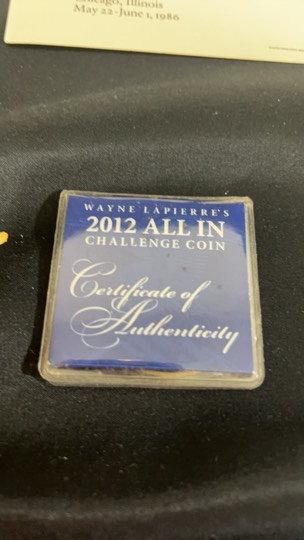 Chicago, Illinois
May 22-June 1, 1986
WAYNE LAPIERRE'S
2012 ALL IN
CHALLENGE COIN
Certificate of
Authenticity